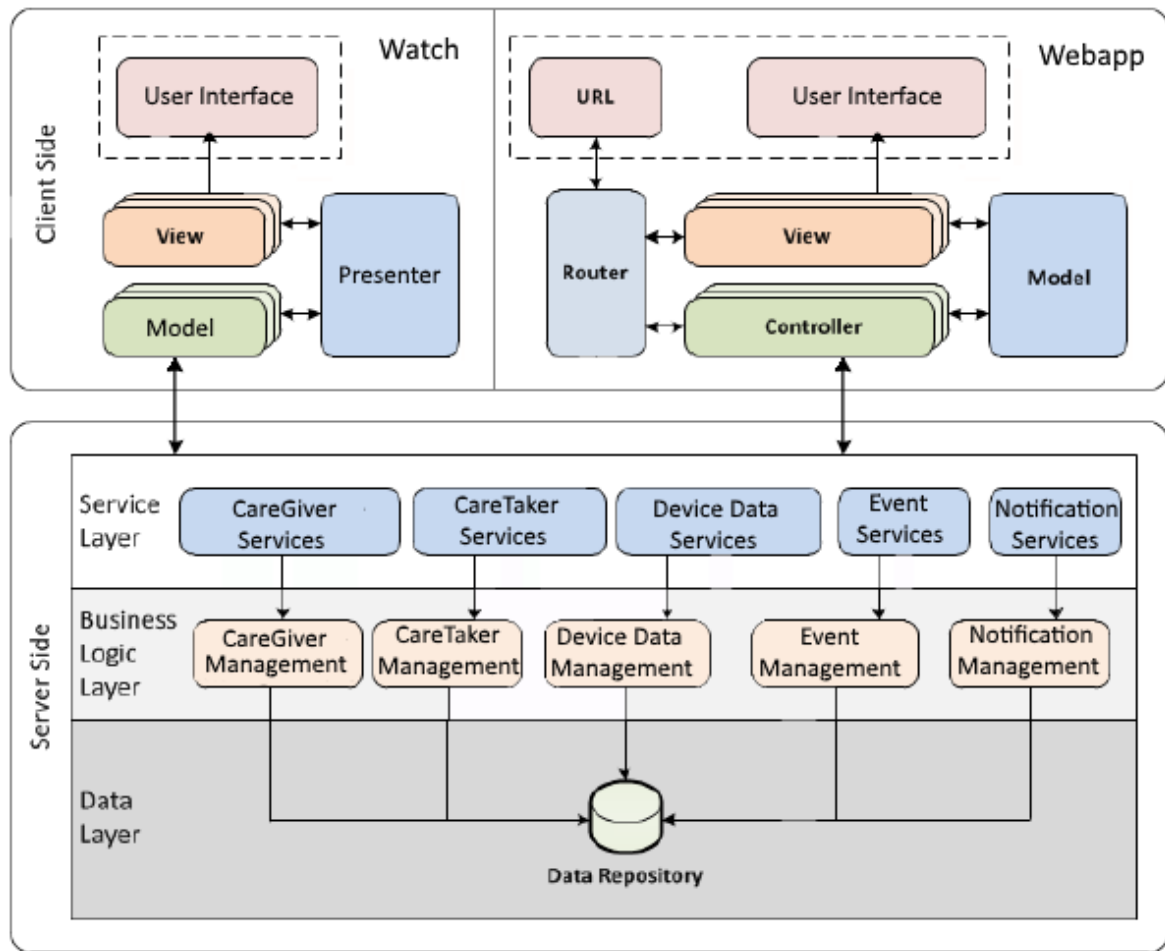 Watch
Webapp
Client Side
User Interface
URL
User Interface
View
Presenter
Model
Router
View
Controller
Model
Server Side
Service
Layer
CareGiver
Services
CareTaker
Services
Device Data
Services
Event
Services
Notification
Services
Business
Logic
Layer
CareGiver
Management
CareTaker
Management
Device Data
Management
Event
Management
Notification
Management
Data
Layer
Data Repository